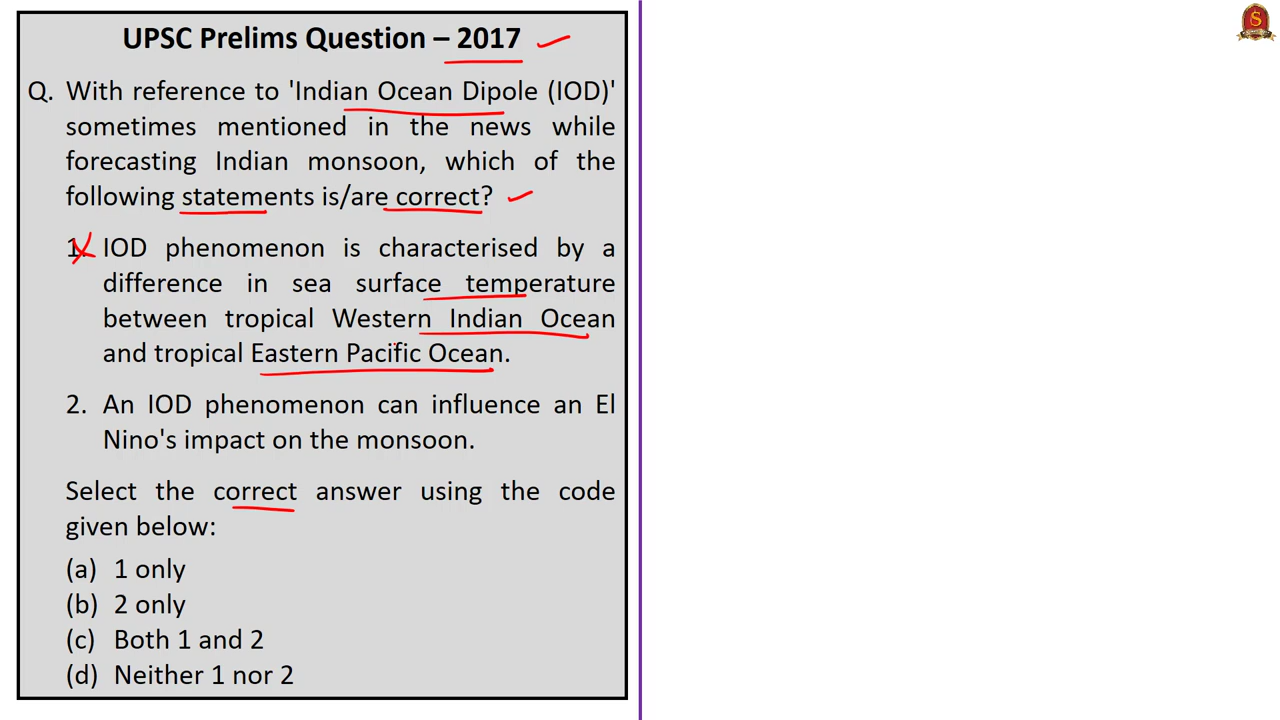 UPSC Prelims Question – 2017
Q. With reference to 'Indian Ocean Dipole (IOD)'
sometimes mentioned in the news while
forecasting Indian monsoon, which of the
following statements is/are correct?
1. IOD phenomenon is characterised by a
difference in sea surface temperature
between tropical Western Indian Ocean
and tropical Eastern Pacific Ocean.
2. An IOD phenomenon can influence an El
Nino's impact on the monsoon.
Select the correct answer using the code
given below:
(a) 1 only
(b) 2 only
(c) Both 1 and 2
(d) Neither 1 nor 2